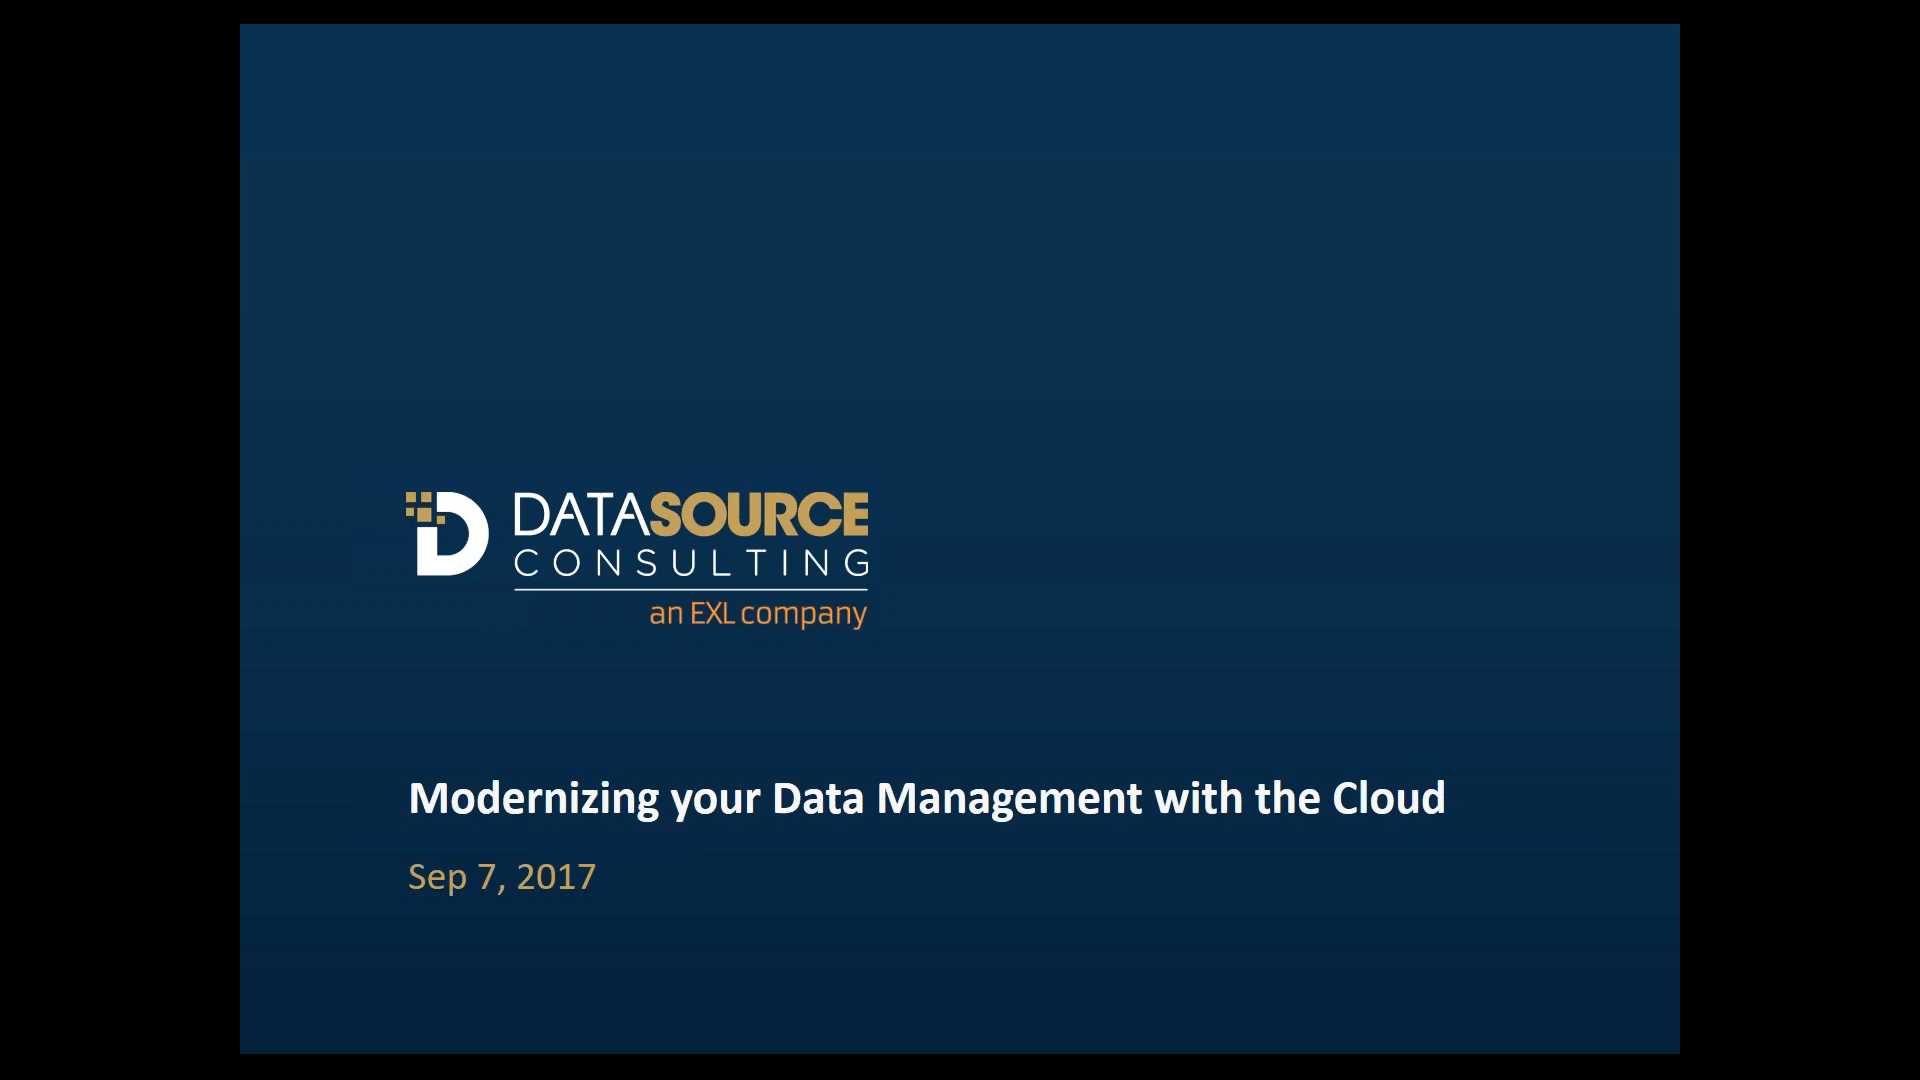 DATASOURCE
CONSULTING
an EXL company
Modernizing your Data Management with the Cloud
Sep 7, 2017